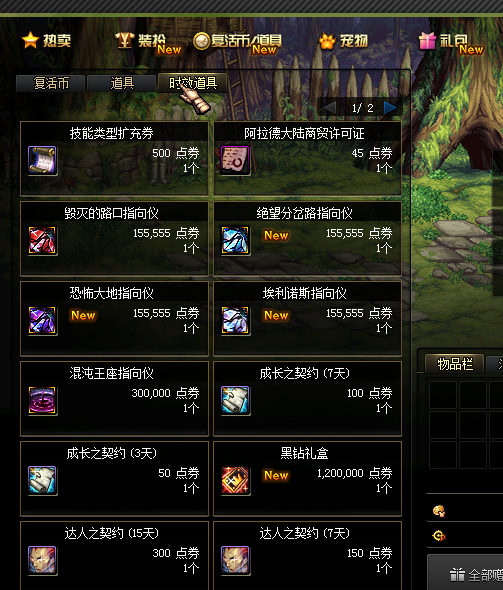 热卖 装扮 New 复活币/道具 New 宠物 礼包 New
复活币 道具 时效道具
1/ 2
技能类型扩充券
500 点券
1个
阿拉德大陆商贸许可证
45 点券
1个
毁灭的路口指向仪
155,555 点券
1个
绝望分岔路指向仪
New 155,555 点券
1个
恐怖大地指向仪
New 155,555 点券
1个
埃利诺斯指向仪
New 155,555 点券
1个
混沌王座指向仪
300,000 点券
1个
成长之契约 (7天)
100 点券
1个
成长之契约 (3天)
50 点券
1个
黑钻礼盒
New 1,200,000 点券
1个
达人之契约 (15天)
300 点券
1个
达人之契约 (7天)
150 点券
1个
物品栏
全部赠